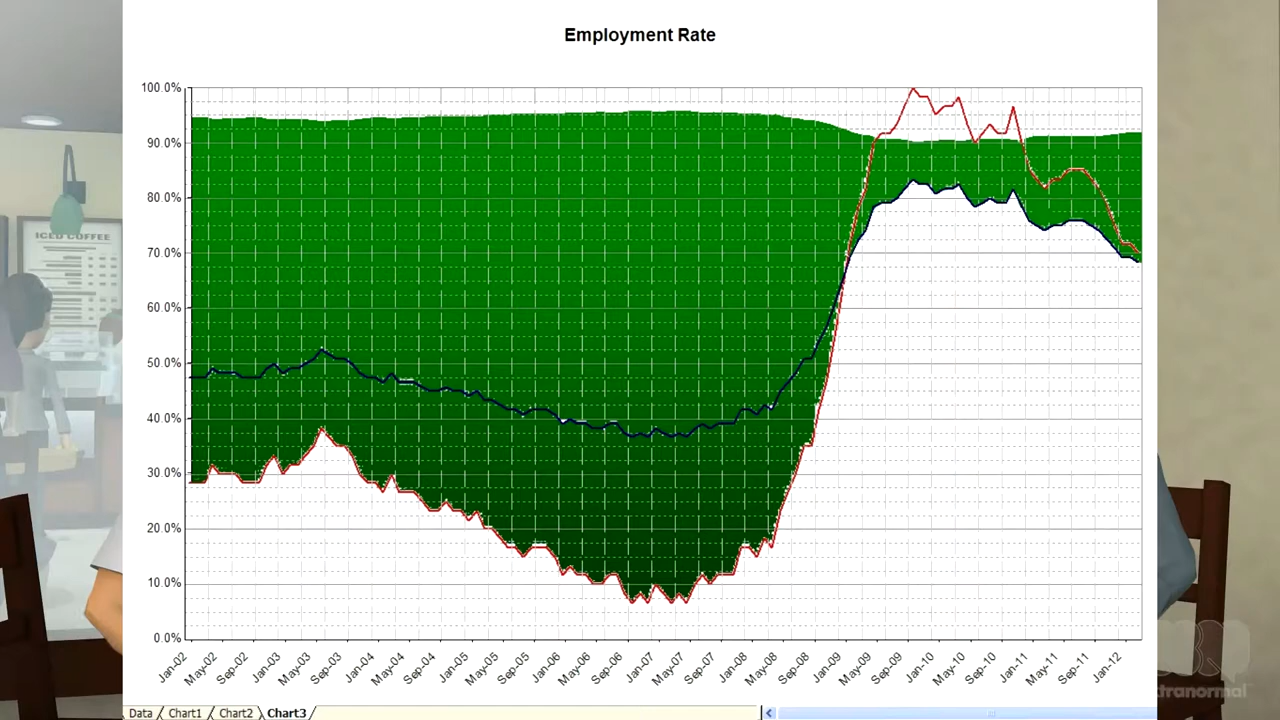 Employment Rate
100.0%
90.0%
80.0%
70.0%
60.0%
50.0%
40.0%
30.0%
20.0%
10.0%
0.0%
Jan-02 May-02 Sep-02 Jan-03 May-03 Sep-03 Jan-04 May-04 Sep-04 Jan-05 May-05 Sep-05 Jan-06 May-06 Sep-06 Jan-07 May-07 Sep-07 Jan-08 May-08 Sep-08 Jan-09 May-09 Sep-09 Jan-10 May-10 Sep-10 Jan-11 May-11 Sep-11 Jan-12
Data Chart1 Chart2 Chart3
ICED COFFEE
xtranormal